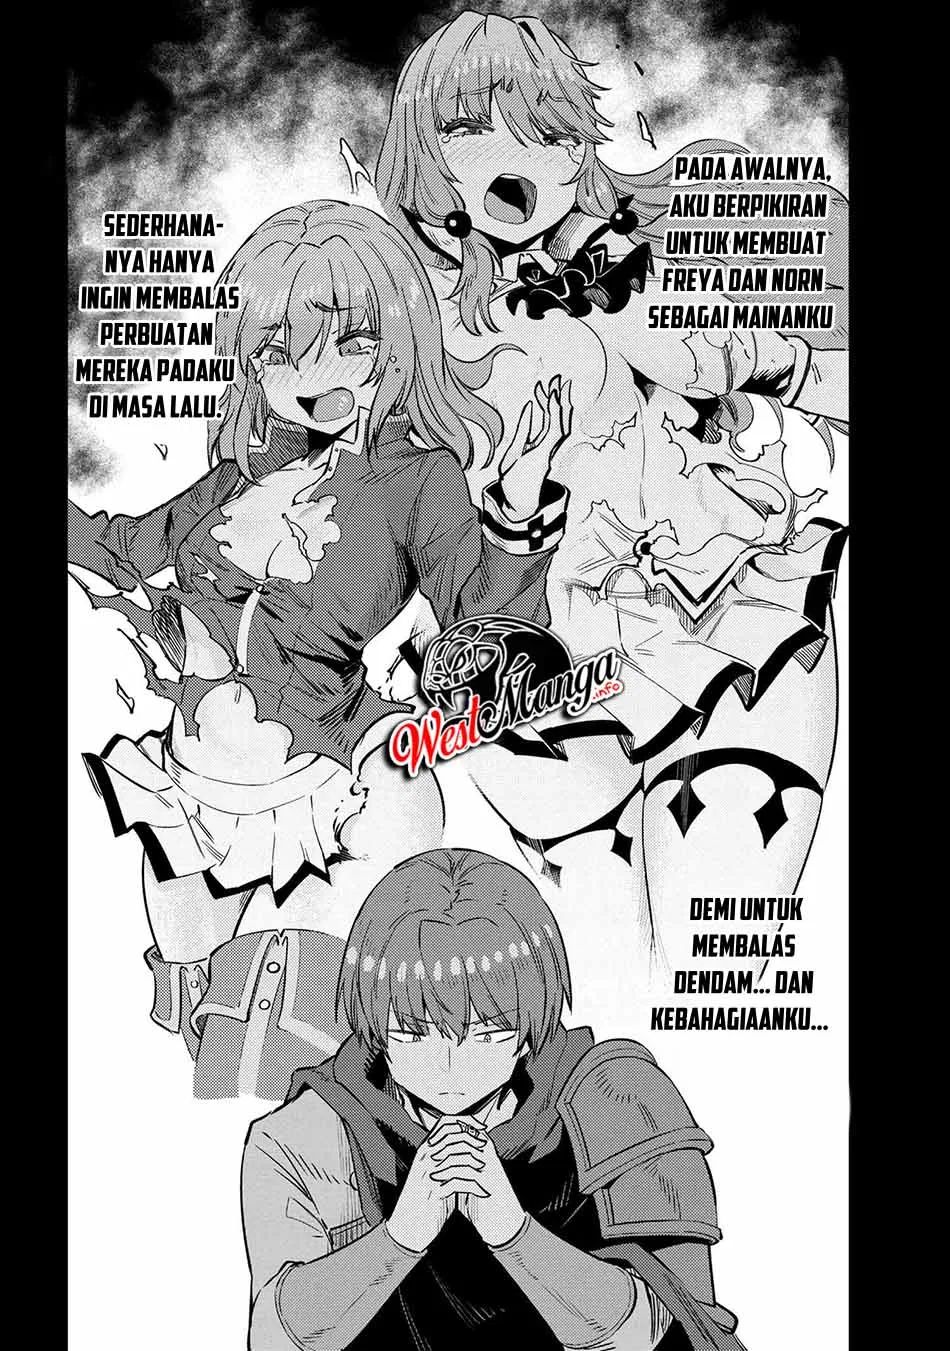 PADA AWALNYA,
AKU BERPIKIRAN
UNTUK MEMBUAT
FREYA DAN NORN
SEBAGAI MAINANKU
SEDERHANA-
NYA HANYA
INGIN MEMBALAS
PERBUATAN
MEREKA PADAKU
DI MASA LALU.
WestManga
.info
DEMI UNTUK
MEMBALAS
DENDAM... DAN
KEBAHAGIAANKU...